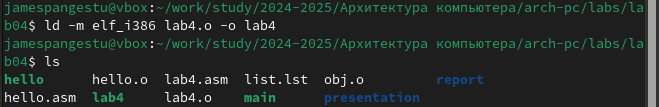 jamespangestu@vbox:~/work/study/2024-2025/Архитектура компьютера/arch-pc/labs/la
b04$ ld -m elf_i386 lab4.o -o lab4
jamespangestu@vbox:~/work/study/2024-2025/Архитектура компьютера/arch-pc/labs/la
b04$ ls
hello hello.o lab4.asm list.lst obj.o report
hello.asm lab4 lab4.o main presentation